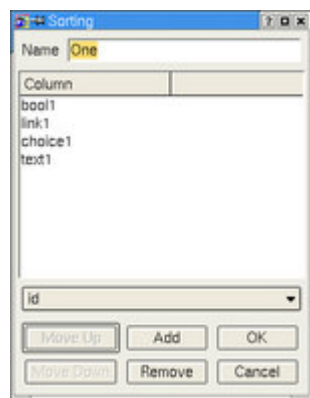 Sorting
Name One
Column
bool1
link1
choice1
text1
id
Move Up Add OK
Move Down Remove Cancel